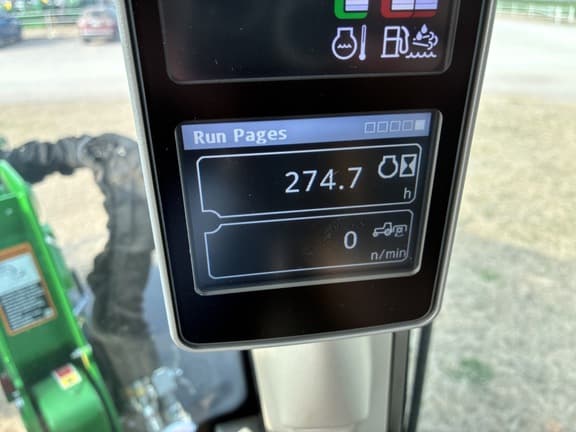 Run Pages
274.7
h
0
n/min